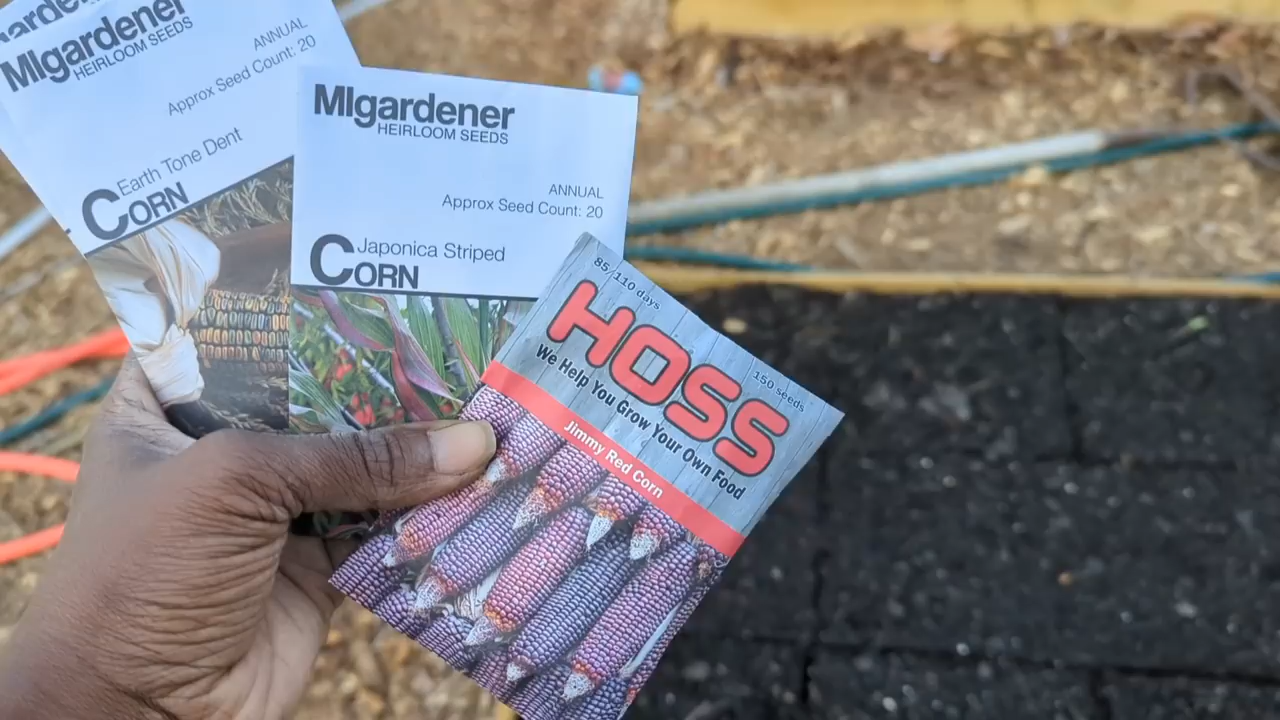 MIgardener
MIgardener
HEIRLOOM SEEDS
ANNUAL
Approx Seed Count: 20
Earth Tone Dent
CORN
MIgardener
HEIRLOOM SEEDS
ANNUAL
Approx Seed Count: 20
Japonica Striped
CORN
85/110 days
HOSS
150 seeds
We Help You Grow Your Own Food
Jimmy Red Corn